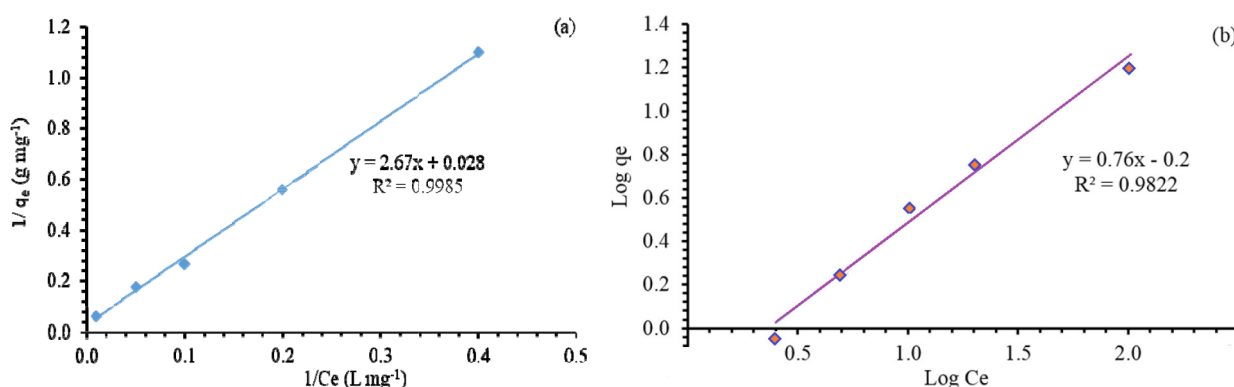 (a)
1.2
1.0
0.8
0.6
0.4
0.2
0.0
1/ qₑ (g mg⁻¹)
y = 2.67x + 0.028
R² = 0.9985
0.0 0.1 0.2 0.3 0.4 0.5
1/Ce (L mg⁻¹)
(b)
1.4
1.2
1.0
0.8
0.6
0.4
0.2
0.0
Log qe
y = 0.76x - 0.2
R² = 0.9822
0.5 1.0 1.5 2.0
Log Ce